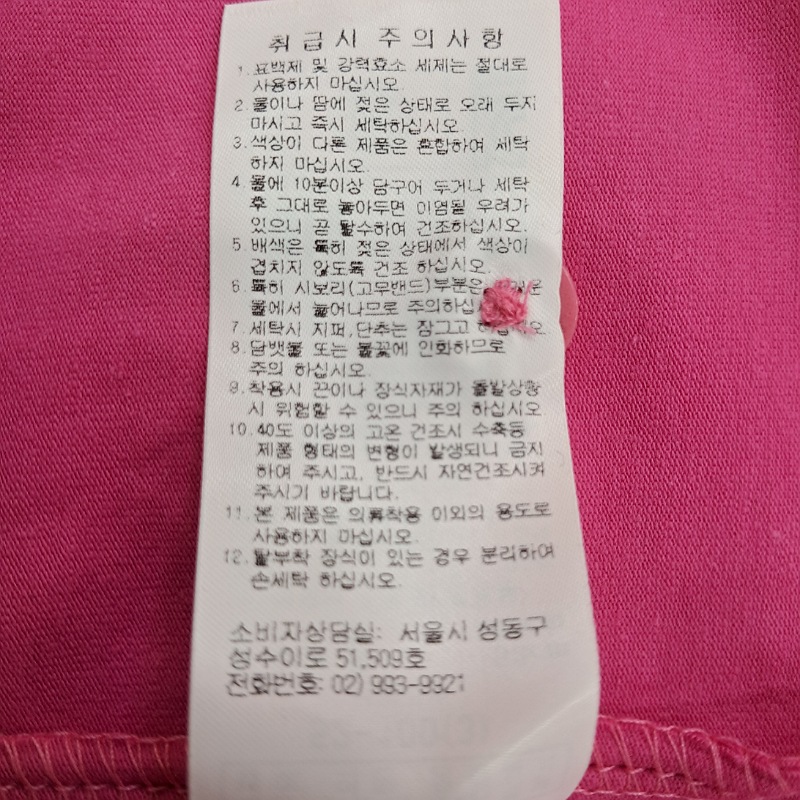 취급시 주의사항
1. 표백제 및 강력효소 세제는 절대로
사용하지 마십시오.
2. 물이나 땀에 젖은 상태로 오래 두지
마시고 즉시 세탁하십시오.
3. 색상이 다른 제품은 혼합하여 세탁
하지 마십시오.
4. 물에 10분이상 담구어 두거나 세탁
후 그대로 놓아두면 이염될 우려가
있으니 곧 탈수하여 건조하십시오.
5. 배색은 특히 젖은 상태에서 색상이
겹치지 않도록 건조 하십시오.
6. 특히 시보리(고무밴드)부분은
물에서 늘어나므로 주의하십
7. 세탁시 지퍼,단추는 잠그고
8. 담뱃불 또는 불꽃에 인화하므로
주의 하십시오.
9. 착용시 끈이나 장식자재가 돌발상황
시 위험할 수 있으니 주의 하십시오
10. 40도 이상의 고온 건조시 수축등
제품 형태의 변형이 발생되니 금지
하여 주시고, 반드시 자연건조시켜
주시기 바랍니다.
11. 본 제품은 의류착용 이외의 용도로
사용하지 마십시오.
12. 탈부착 장식이 있는 경우 분리하여
손세탁 하십시오.
소비자상담실: 서울시 성동구
성수이로 51,509호
전화번호: 02) 993-9921